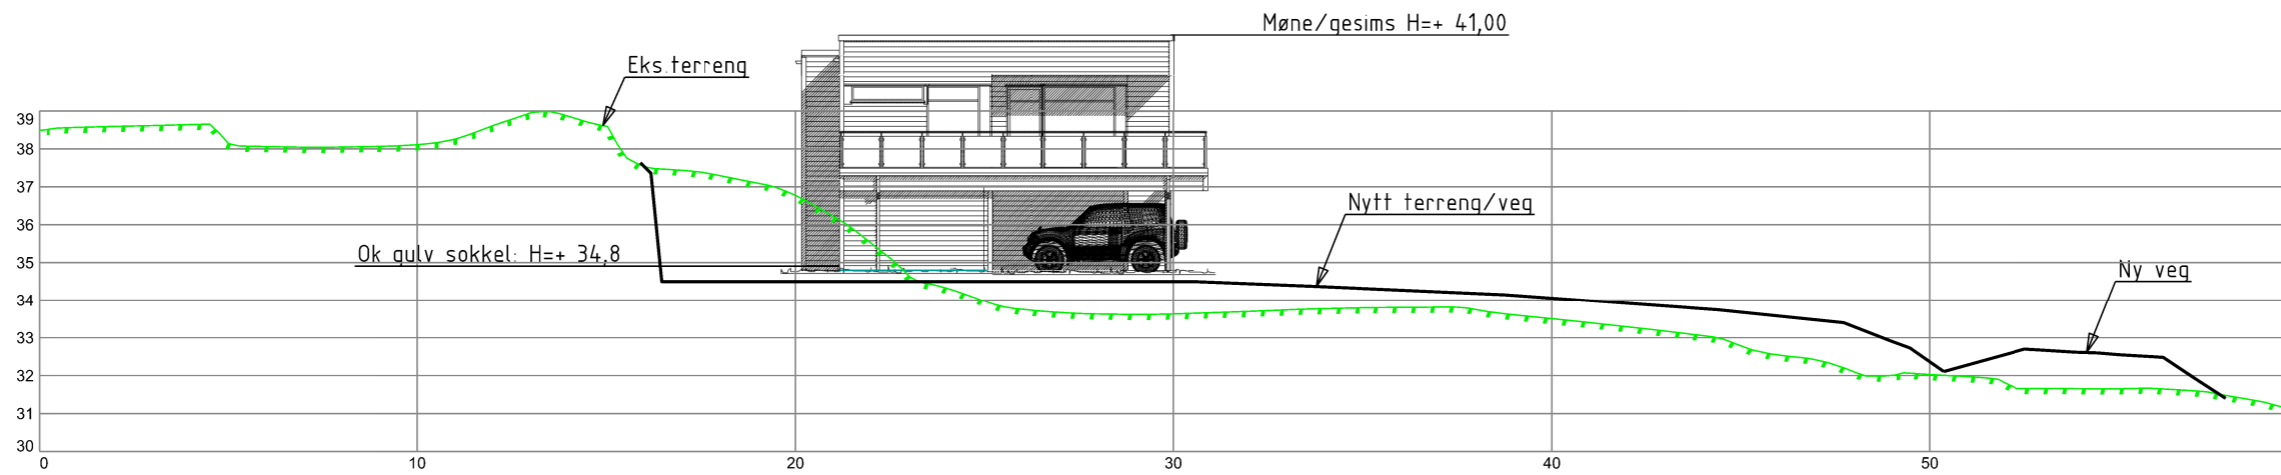 Møne/gesims H=+ 41,00
Eks.terreng
Nytt terreng/veg
Ok gulv sokkel: H=+ 34,8
Ny veg
39
38
37
36
35
34
33
32
31
30
0 10 20 30 40 50